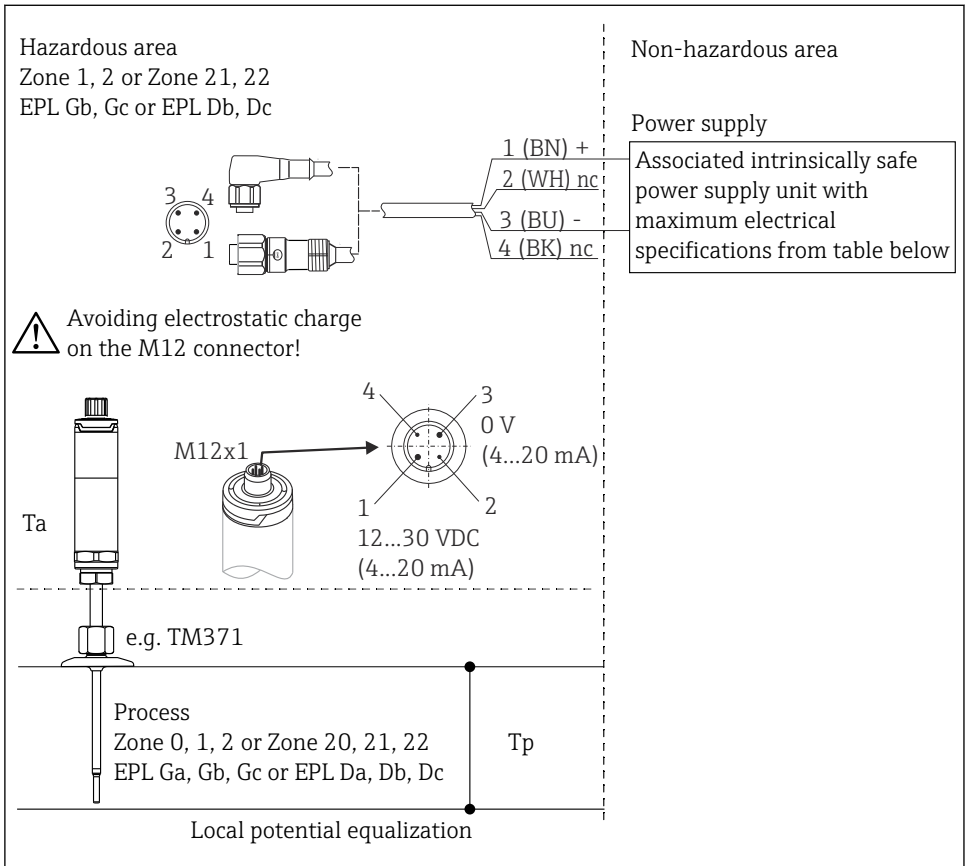 Hazardous area
Zone 1, 2 or Zone 21, 22
EPL Gb, Gc or EPL Db, Dc
Non-hazardous area
Power supply
1 (BN) +
2 (WH) nc
3 (BU) -
4 (BK) nc
Associated intrinsically safe
power supply unit with
maximum electrical
specifications from table below
3 4
2 1
Avoiding electrostatic charge
on the M12 connector!
M12x1
4
3
0 V
(4...20 mA)
1
2
12...30 VDC
(4...20 mA)
Ta
e.g. TM371
Process
Zone 0, 1, 2 or Zone 20, 21, 22
EPL Ga, Gb, Gc or EPL Da, Db, Dc
Tp
Local potential equalization